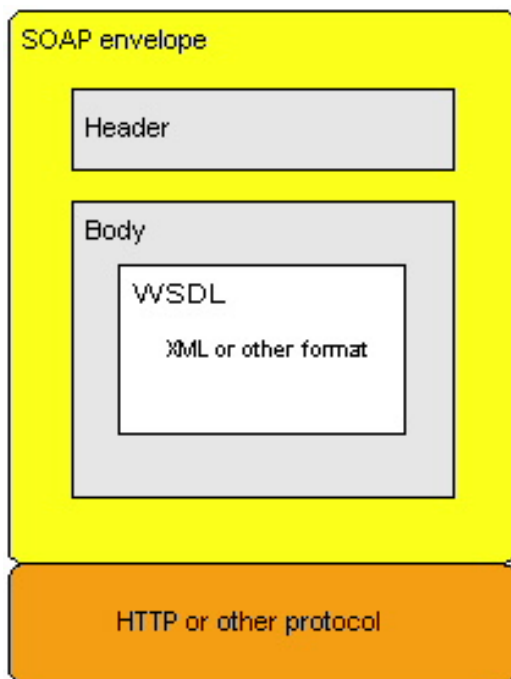 SOAP envelope
Header
Body
WSDL
XML or other format
HTTP or other protocol